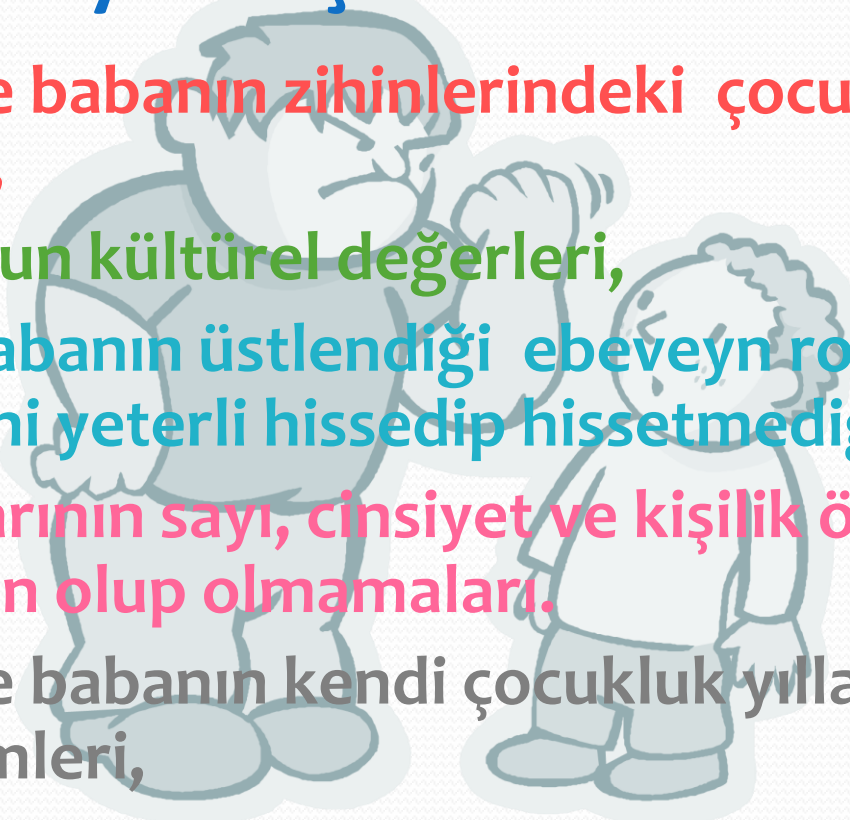 e babanın zihinlerindeki çocu
,
un kültürel değerleri,
abanın üstlendiği ebeveyn ro
ni yeterli hissedip hissetmediğ
arının sayı, cinsiyet ve kişilik ö
n olup olmamaları.
e babanın kendi çocukluk yılla
mleri,